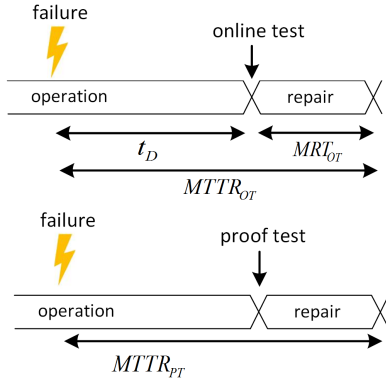 failure
online test
operation
repair
t_D
MRT_OT
MTTR_OT
failure
proof test
operation
repair
MTTR_PT